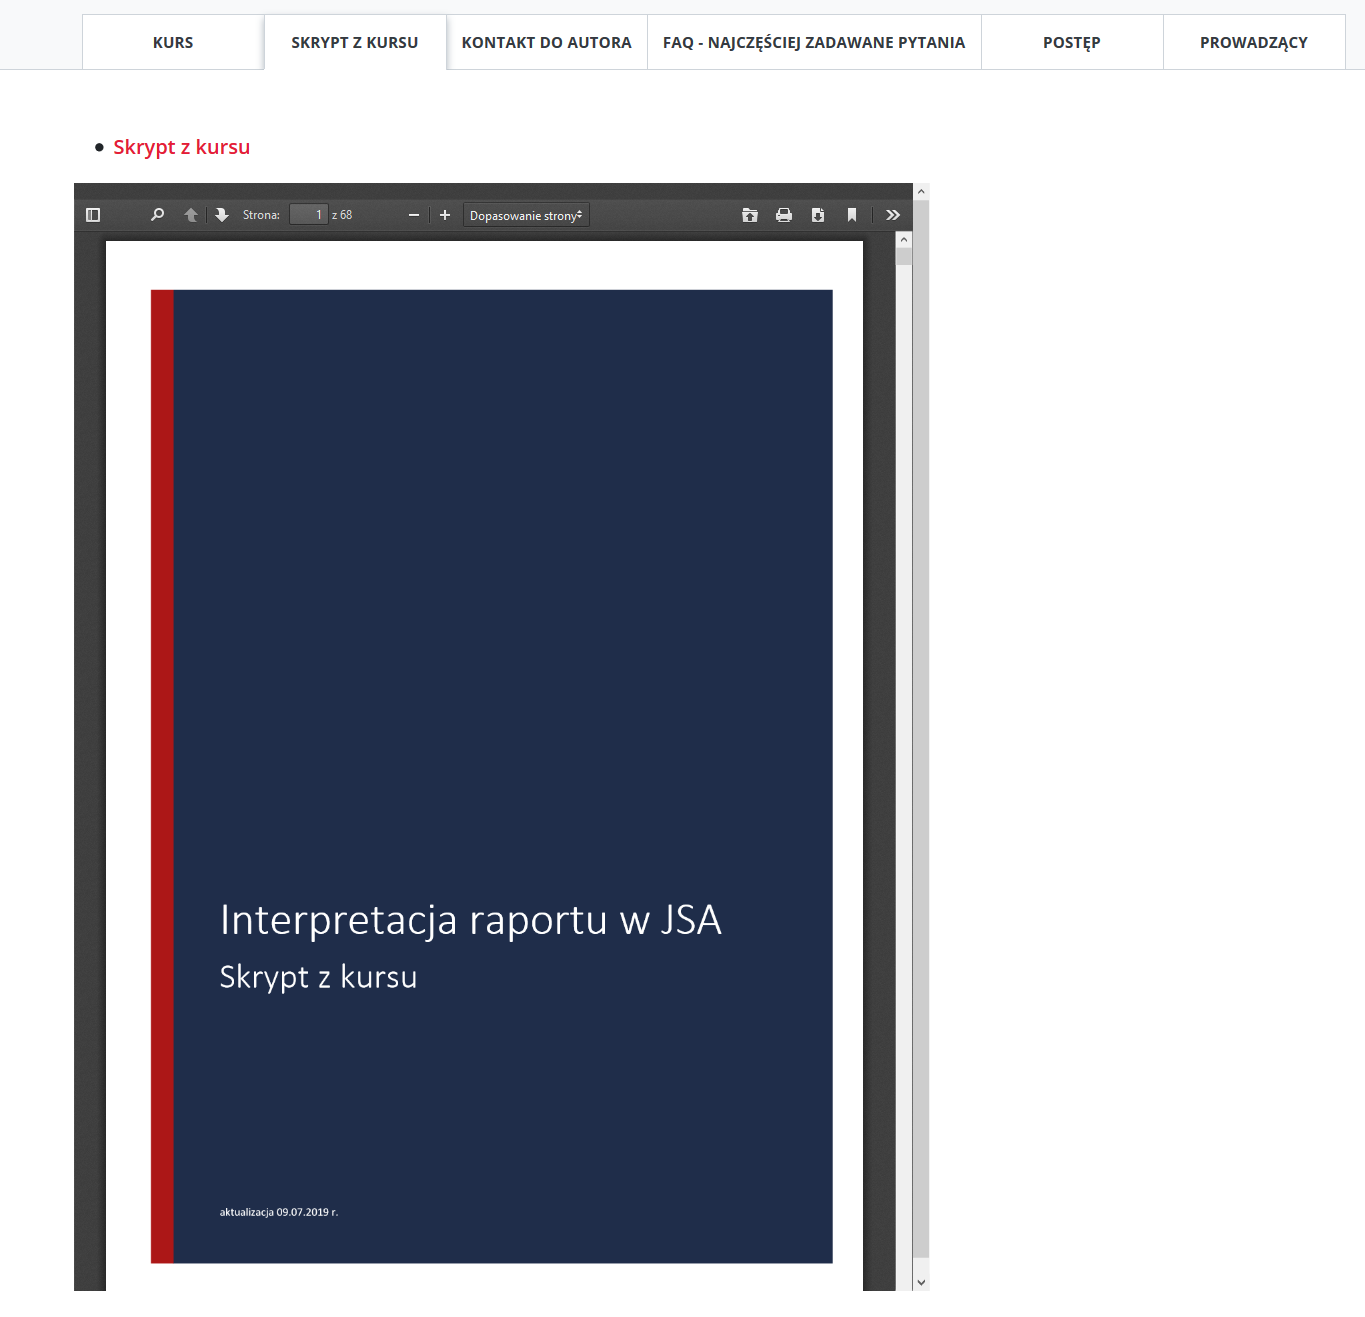 KURS SKRYPT Z KURSU KONTAKT DO AUTORA FAQ - NAJCZĘŚCIEJ ZADAWANE PYTANIA POSTĘP PROWADZĄCY
Skrypt z kursu
Strona: 1 z 68 Dopasowanie strony
Interpretacja raportu w JSA
Skrypt z kursu
aktualizacja 09.07.2019 r.